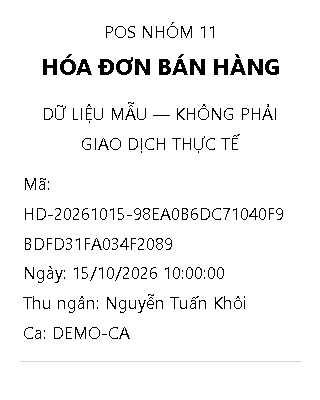 POS NHÓM 11
HÓA ĐƠN BÁN HÀNG
DỮ LIỆU MẪU — KHÔNG PHẢI
GIAO DỊCH THỰC TẾ
Mã:
HD-20261015-98EA0B6DC71040F9
BDFD31FA034F2089
Ngày: 15/10/2026 10:00:00
Thu ngân: Nguyễn Tuấn Khôi
Ca: DEMO-CA